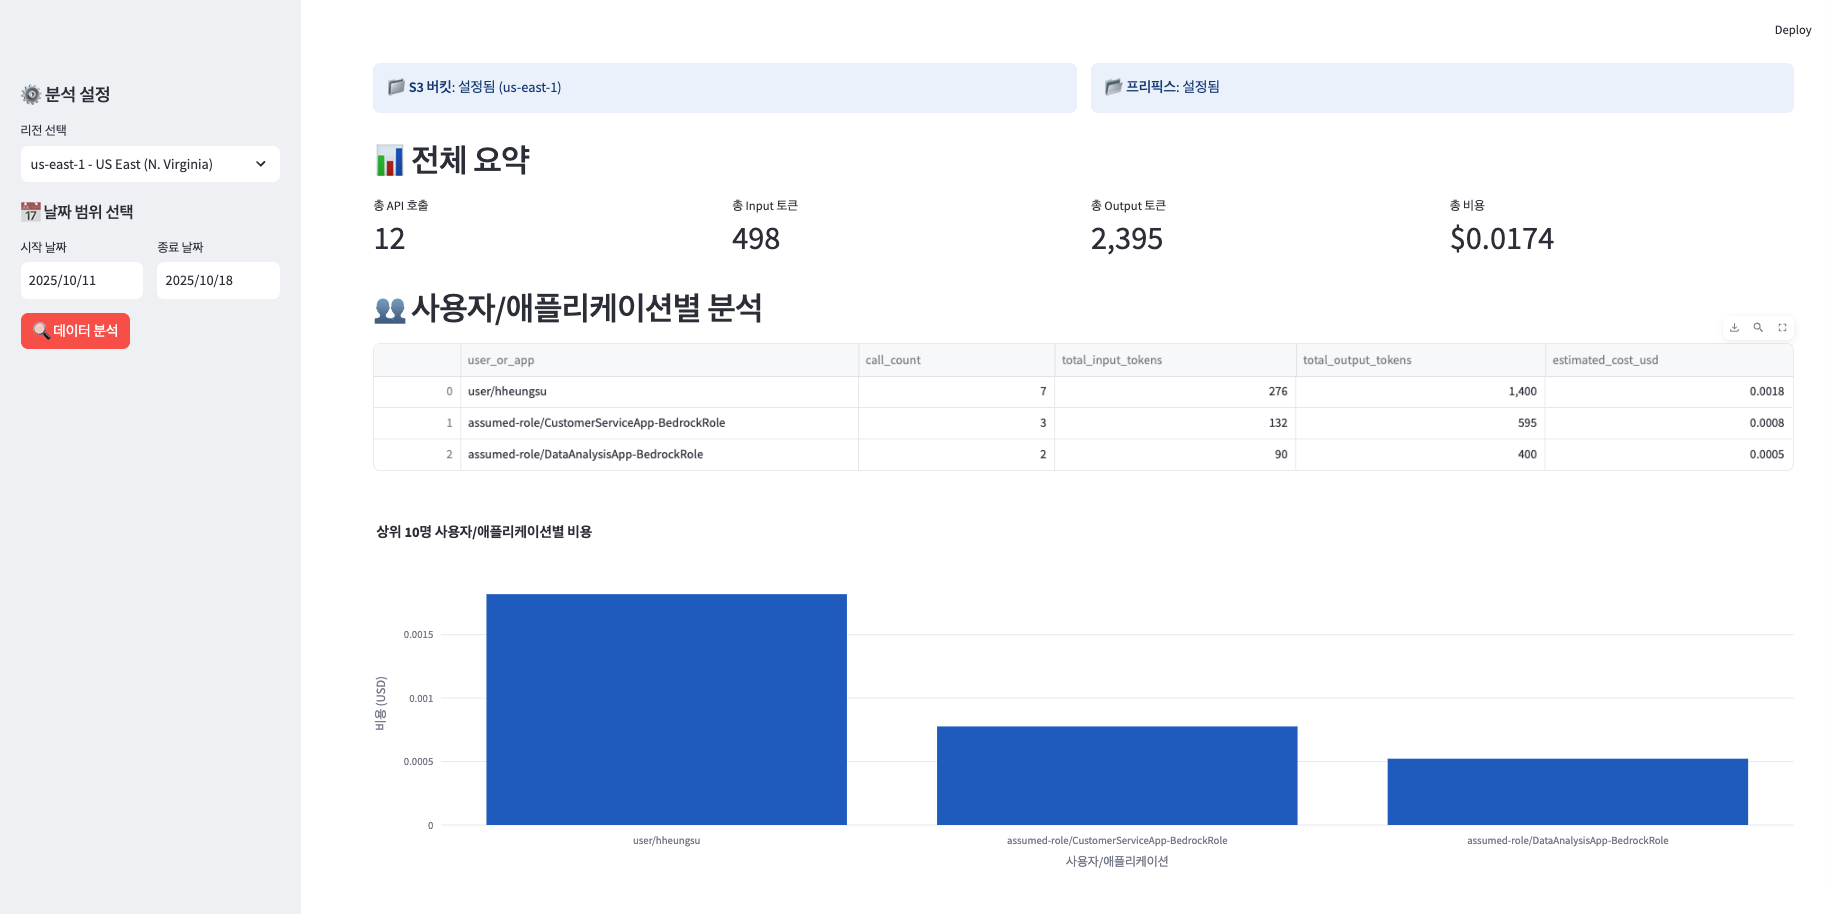 Deploy
분석 설정
리전 선택
us-east-1 - US East (N. Virginia)
17 날짜 범위 선택
시작 날짜 종료 날짜
2025/10/11 2025/10/18
데이터 분석
S3 버킷: 설정됨 (us-east-1)
프리픽스: 설정됨
전체 요약
총 API 호출 총 Input 토큰 총 Output 토큰 총 비용
12 498 2,395 $0.0174
사용자/애플리케이션별 분석
user_or_app call_count total_input_tokens total_output_tokens estimated_cost_usd
0 user/hheungsu 7 276 1,400 0.0018
1 assumed-role/CustomerServiceApp-BedrockRole 3 132 595 0.0008
2 assumed-role/DataAnalysisApp-BedrockRole 2 90 400 0.0005
상위 10명 사용자/애플리케이션별 비용
비용 (USD)
0.0015
0.001
0.0005
0
user/hheungsu assumed-role/CustomerServiceApp-BedrockRole assumed-role/DataAnalysisApp-BedrockRole
사용자/애플리케이션